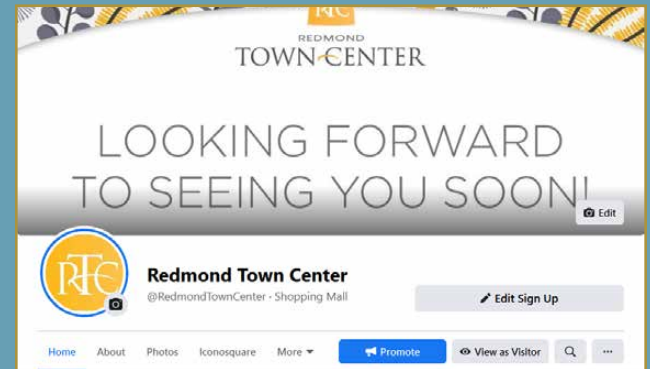 RTC
REDMOND
TOWN CENTER
LOOKING FORWARD
TO SEEING YOU SOON!
Edit
RTC
Redmond Town Center
@RedmondTownCenter · Shopping Mall
Edit Sign Up
Home About Photos Iconosquare More Promote View as Visitor ...